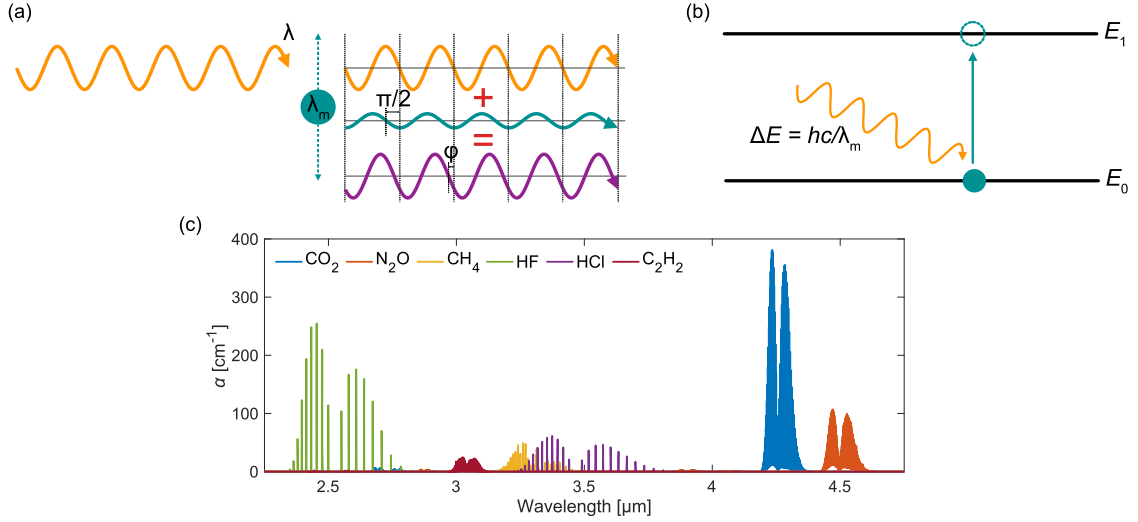 (a)
λ
λm
π/2
+
=
φ
(b)
E1
ΔE = hc/λm
E0
(c)
400
300
200
100
0
α [cm-1]
CO2 N2O CH4 HF HCl C2H2
2.5 3 3.5 4 4.5
Wavelength [µm]